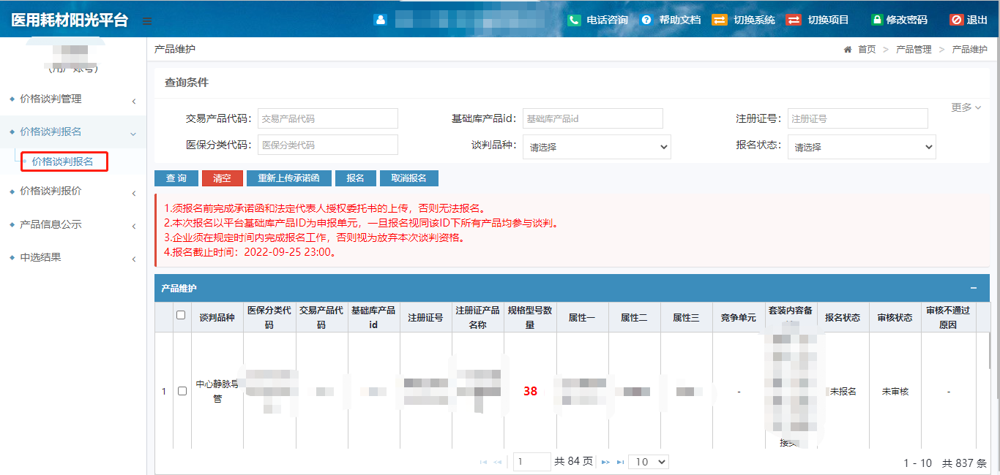 医用耗材阳光平台
电话咨询 帮助文档 切换系统 切换项目 修改密码 退出
(用户账号)
价格谈判管理
价格谈判报名
价格谈判报名
价格谈判报价
产品信息公示
中选结果
产品维护
首页 > 产品管理 > 产品维护
查询条件
更多
交易产品代码： 交易产品代码 基础库产品id： 基础库产品id 注册证号： 注册证号
医保分类代码： 医保分类代码 谈判品种： 请选择 报名状态： 请选择
查 询 清空 重新上传承诺函 报名 取消报名
1.须报名前完成承诺函和法定代表人授权委托书的上传，否则无法报名。
2.本次报名以平台基础库产品ID为申报单元，一旦报名视同该ID下所有产品均参与谈判。
3.企业须在规定时间内完成报名工作，否则视为放弃本次谈判资格。
4.报名截止时间：2022-09-25 23:00。
产品维护
谈判品种 医保分类代码 交易产品代码 基础库产品id 注册证号 注册证产品名称 规格型号数量 属性一 属性二 属性三 竞争单元 套装内容备 报名状态 审核状态 审核不通过原因
1 中心静脉导管 38 - 未报名 未审核 -
1 共 84 页 10 1 - 10 共 837 条